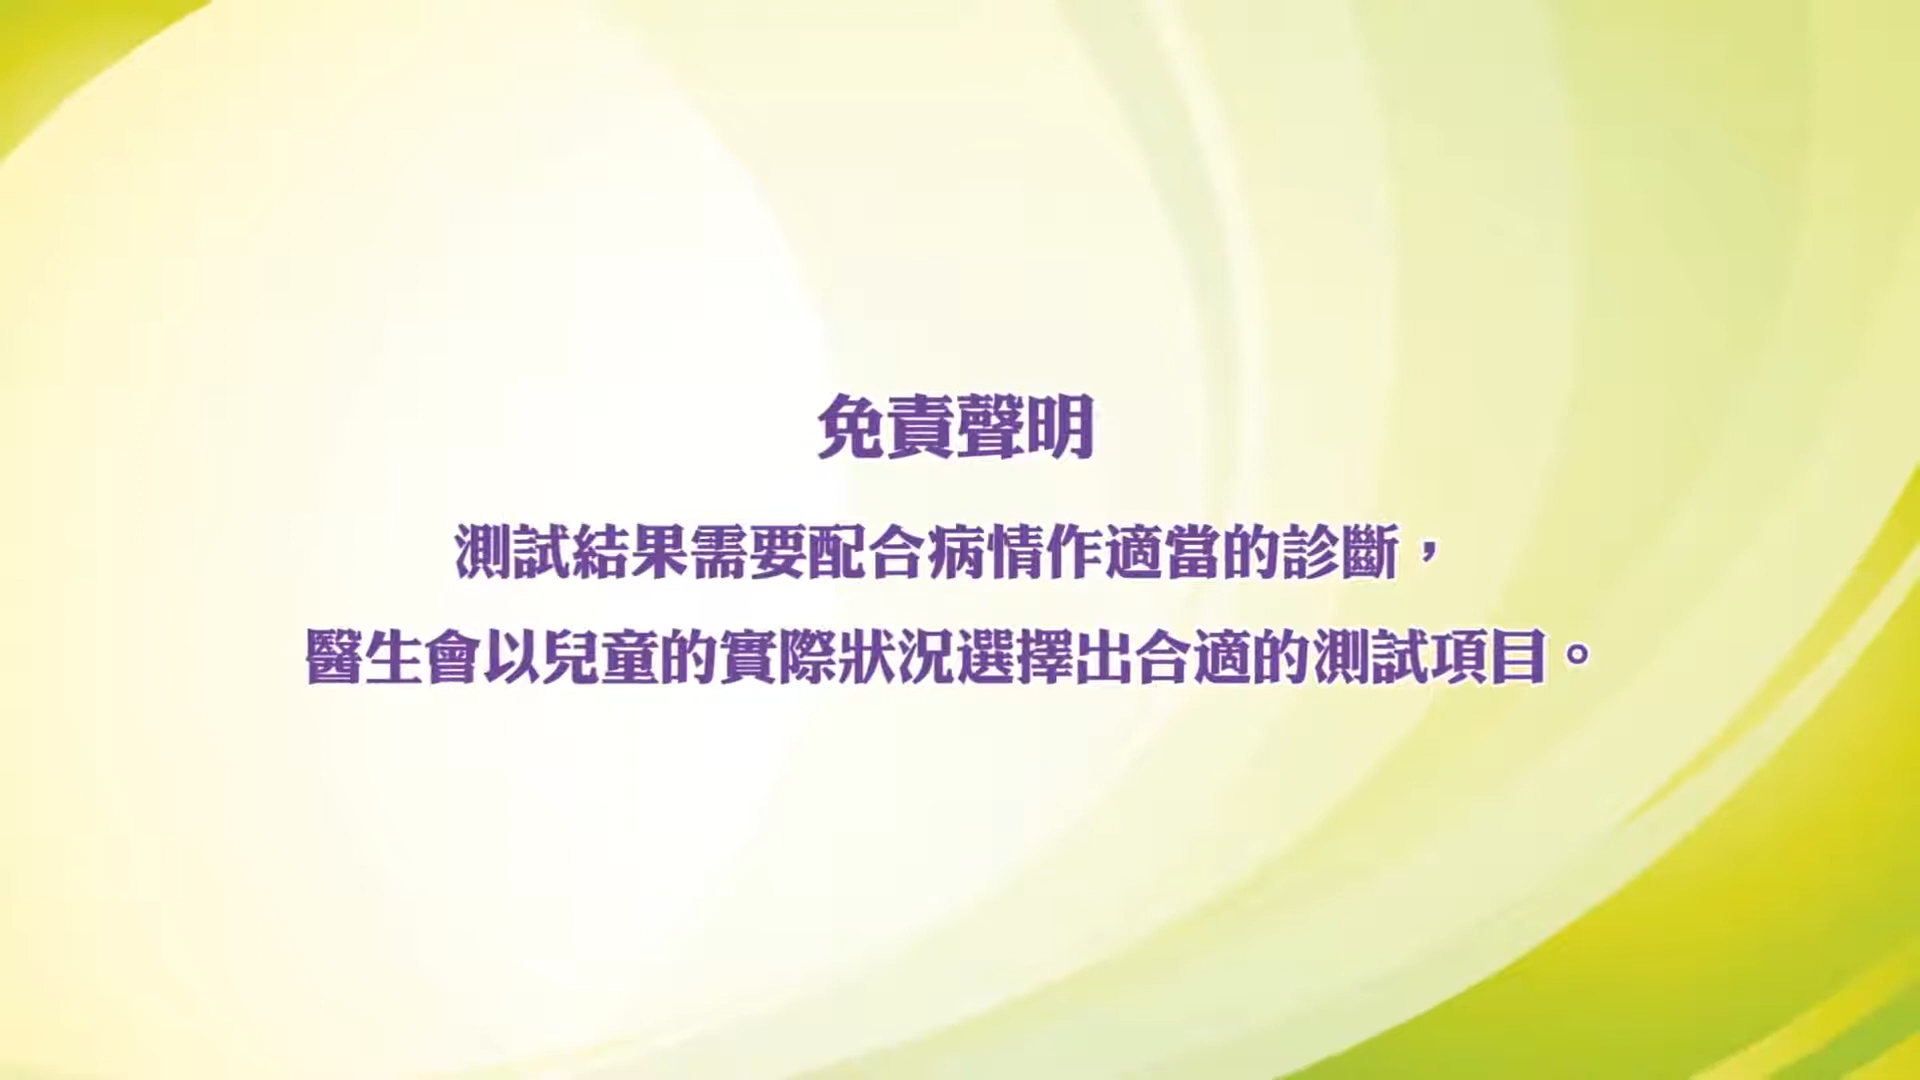 免責聲明
測試結果需要配合病情作適當的診斷，
醫生會以兒童的實際狀況選擇出合適的測試項目。